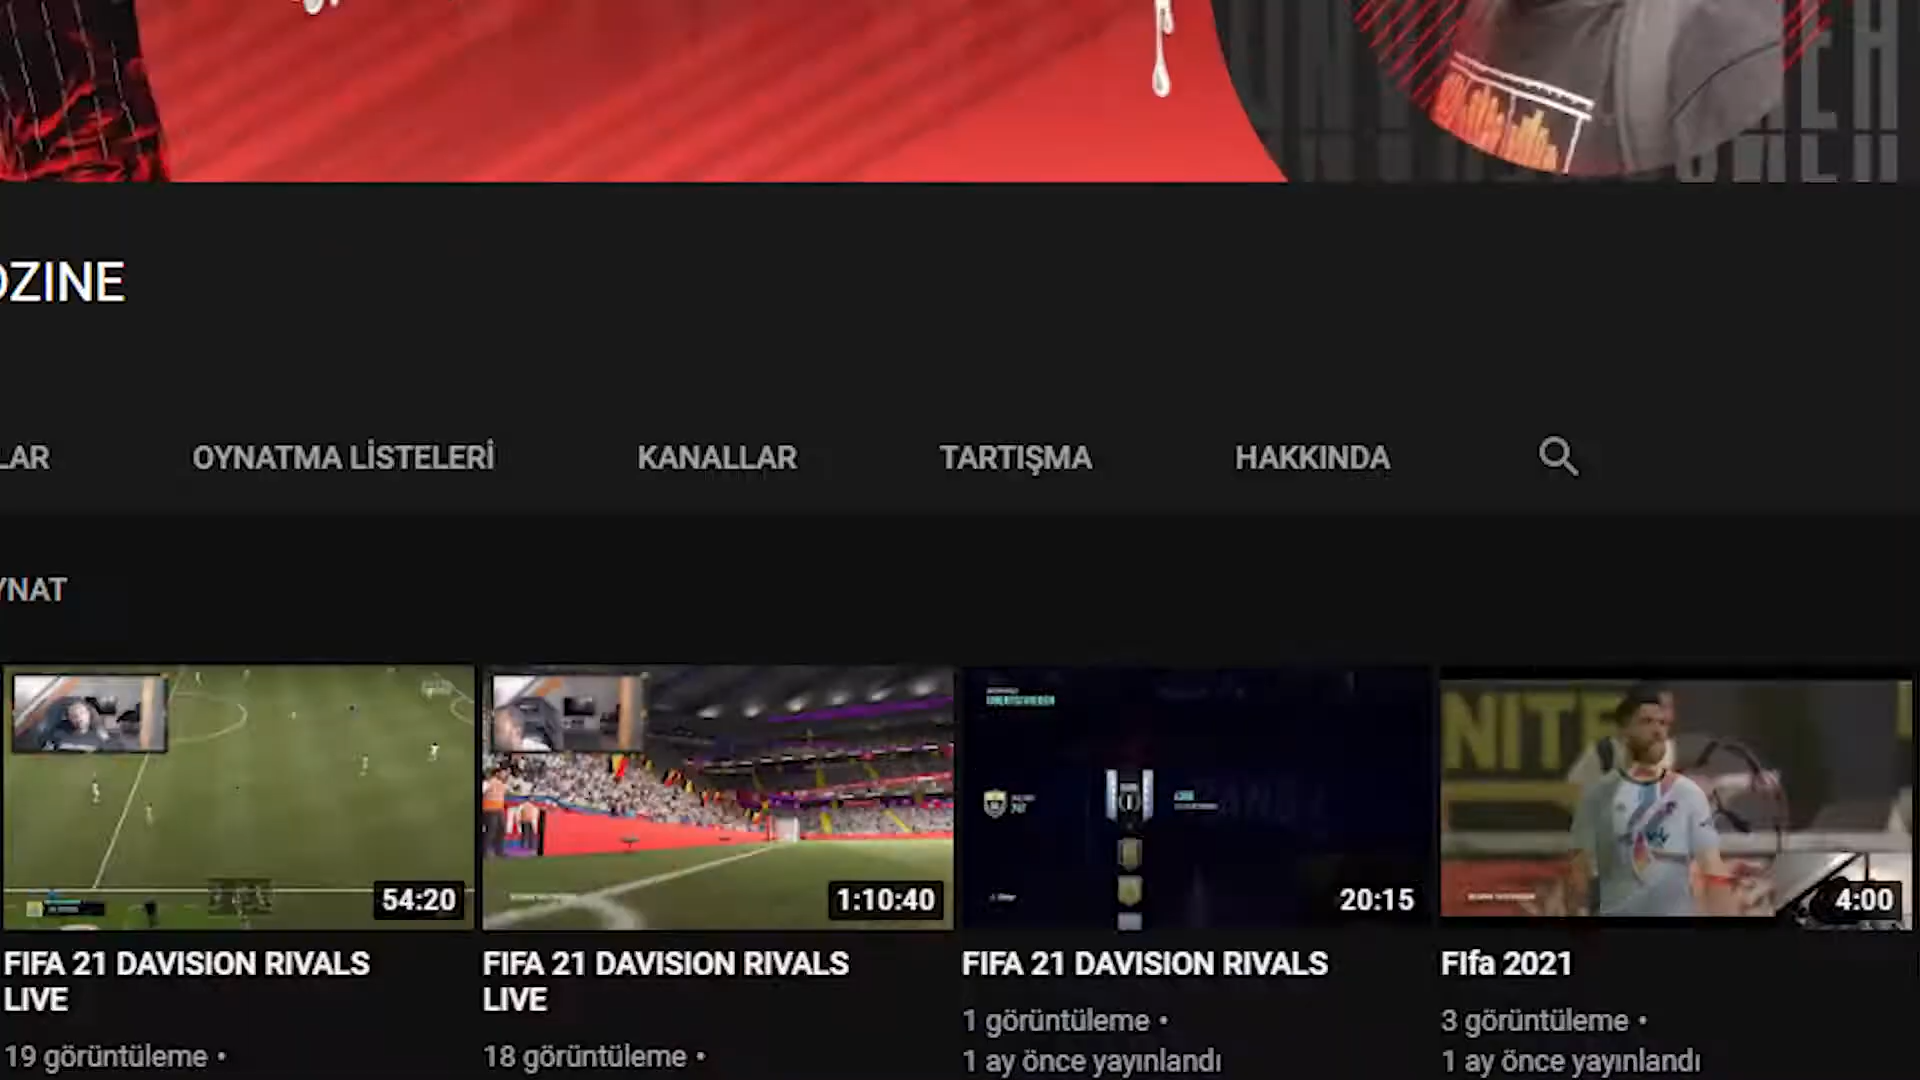 OZINE
LAR OYNATMA LİSTELERİ KANALLAR TARTIŞMA HAKKINDA
YNAT
NITE
54:20 1:10:40 20:15 4:00
FIFA 21 DAVISION RIVALS LIVE
19 görüntüleme •
FIFA 21 DAVISION RIVALS LIVE
18 görüntüleme •
FIFA 21 DAVISION RIVALS
1 görüntüleme •
1 ay önce yayınlandı
FIfa 2021
3 görüntüleme •
1 ay önce yayınlandı